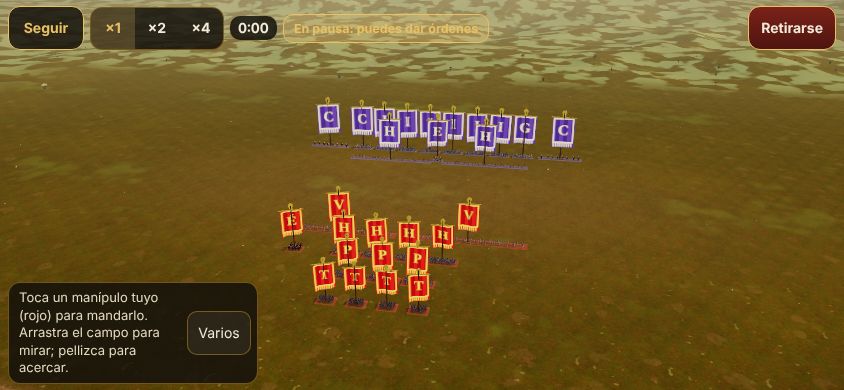 Seguir
×1 ×2 ×4
0:00
En pausa: puedes dar órdenes
Retirarse
C C H I E I H I G C
E V H H H H V
P P P
T T T T
Toca un manípulo tuyo
(rojo) para mandarlo.
Arrastra el campo para
mirar; pellizca para
acercar.
Varios